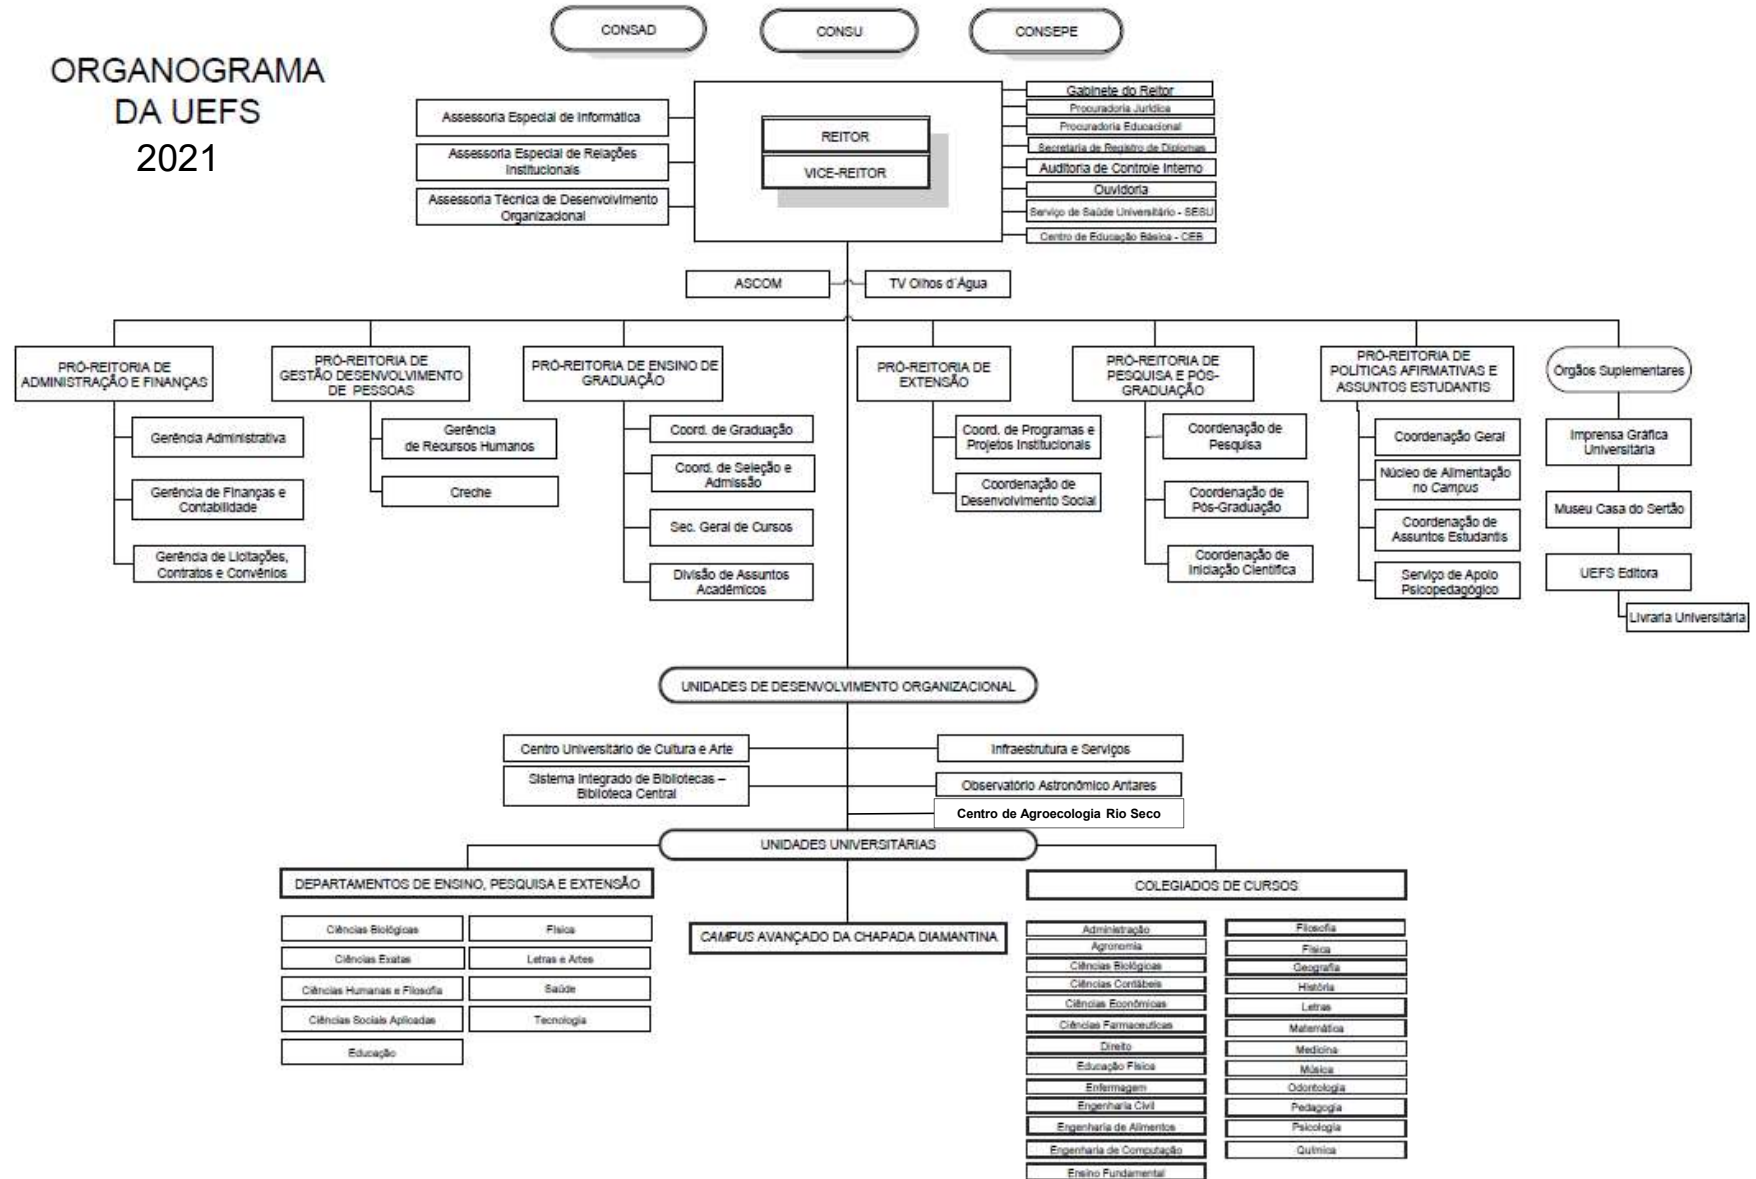 CONSAD
CONSU
CONSEPE
ORGANOGRAMA
DA UEFS
2021
Assessoria Especial de Informática
Assessoria Especial de Relações
Institucionais
Assessoria Técnica de Desenvolvimento
Organizacional
REITOR
VICE-REITOR
Gabinete do Reitor
Procuradoria Jurídica
Procuradoria Educacional
Secretaria de Registro de Diplomas
Auditoria de Controle Interno
Ouvidoria
Serviço de Saúde Universitário - SESU
Centro de Educação Básica - CEB
ASCOM
TV Olhos d´Água
PRÓ-REITORIA DE
ADMINISTRAÇÃO E FINANÇAS
Gerência Administrativa
Gerência de Finanças e
Contabilidade
Gerência de Licitações,
Contratos e Convênios
PRÓ-REITORIA DE
GESTÃO DESENVOLVIMENTO
DE PESSOAS
Gerência
de Recursos Humanos
Creche
PRÓ-REITORIA DE ENSINO DE
GRADUAÇÃO
Coord. de Graduação
Coord. de Seleção e
Admissão
Sec. Geral de Cursos
Divisão de Assuntos
Acadêmicos
PRÓ-REITORIA DE
EXTENSÃO
Coord. de Programas e
Projetos Institucionais
Coordenação de
Desenvolvimento Social
PRÓ-REITORIA DE
PESQUISA E PÓS-
GRADUAÇÃO
Coordenação de
Pesquisa
Coordenação de
Pós-Graduação
Coordenação de
Iniciação Científica
PRÓ-REITORIA DE
POLÍTICAS AFIRMATIVAS E
ASSUNTOS ESTUDANTIS
Coordenação Geral
Núcleo de Alimentação
no Campus
Coordenação de
Assuntos Estudantis
Serviço de Apoio
Psicopedagógico
Órgãos Suplementares
Imprensa Gráfica
Universitária
Museu Casa do Sertão
UEFS Editora
Livraria Universitária
UNIDADES DE DESENVOLVIMENTO ORGANIZACIONAL
Centro Universitário de Cultura e Arte
Infraestrutura e Serviços
Sistema Integrado de Bibliotecas –
Biblioteca Central
Observatório Astronômico Antares
Centro de Agroecologia Rio Seco
UNIDADES UNIVERSITÁRIAS
DEPARTAMENTOS DE ENSINO, PESQUISA E EXTENSÃO
Ciências Biológicas
Ciências Exatas
Ciências Humanas e Filosofia
Ciências Sociais Aplicadas
Educação
Física
Letras e Artes
Saúde
Tecnologia
CAMPUS AVANÇADO DA CHAPADA DIAMANTINA
COLEGIADOS DE CURSOS
Administração
Agronomia
Ciências Biológicas
Ciências Contábeis
Ciências Econômicas
Ciências Farmaceuticas
Direito
Educação Física
Enfermagem
Engenharia Civil
Engenharia de Alimentos
Engenharia de Computação
Ensino Fundamental
Filosofia
Física
Geografia
História
Letras
Matemática
Medicina
Música
Odontologia
Pedagogia
Psicologia
Química